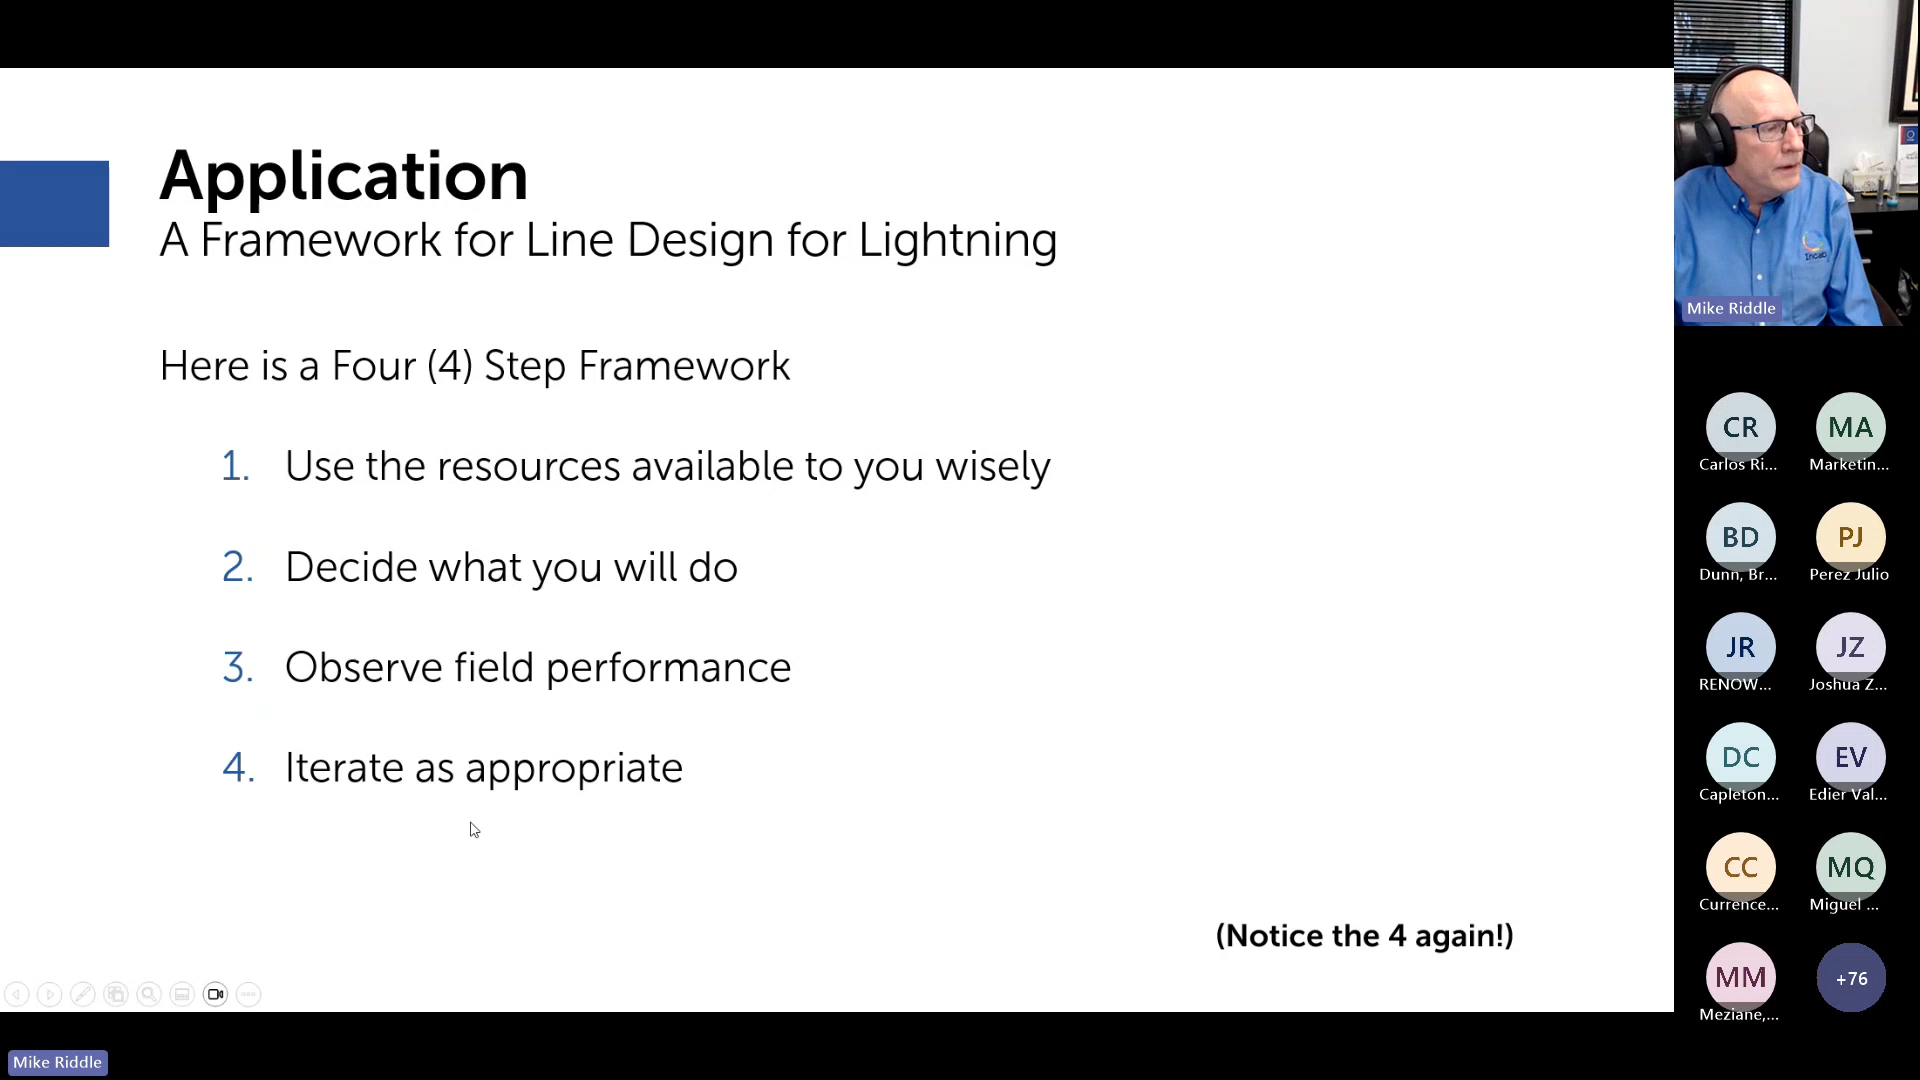 Application
A Framework for Line Design for Lightning
Here is a Four (4) Step Framework
1. Use the resources available to you wisely
2. Decide what you will do
3. Observe field performance
4. Iterate as appropriate
(Notice the 4 again!)
Mike Riddle
Incab
Mike Riddle
CR MA
Carlos Ri... Marketin...
BD PJ
Dunn, Br... Perez Julio
JR JZ
RENOW... Joshua Z...
DC EV
Capleton... Edier Val...
CC MQ
Currence... Miguel ...
MM +76
Meziane,...